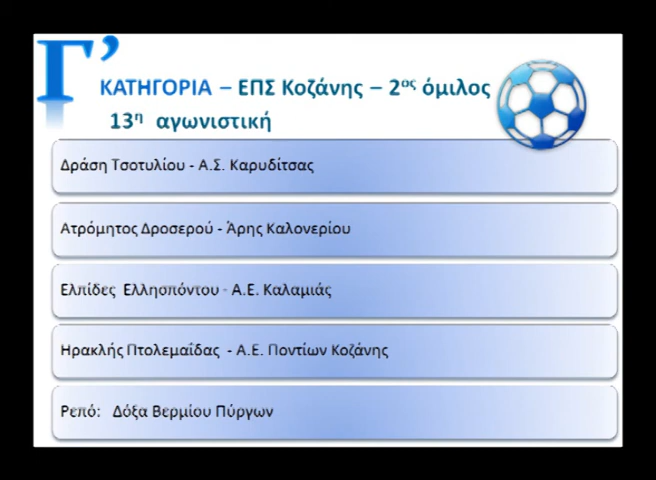 Γ’
ΚΑΤΗΓΟΡΙΑ – ΕΠΣ Κοζάνης – 2ος όμιλος
13η αγωνιστική
Δράση Τσοτυλίου - Α.Σ. Καρυδίτσας
Ατρόμητος Δροσερού - Άρης Καλονερίου
Ελπίδες Ελλησπόντου - Α.Ε. Καλαμιάς
Ηρακλής Πτολεμαΐδας - Α.Ε. Ποντίων Κοζάνης
Ρεπό: Δόξα Βερμίου Πύργων